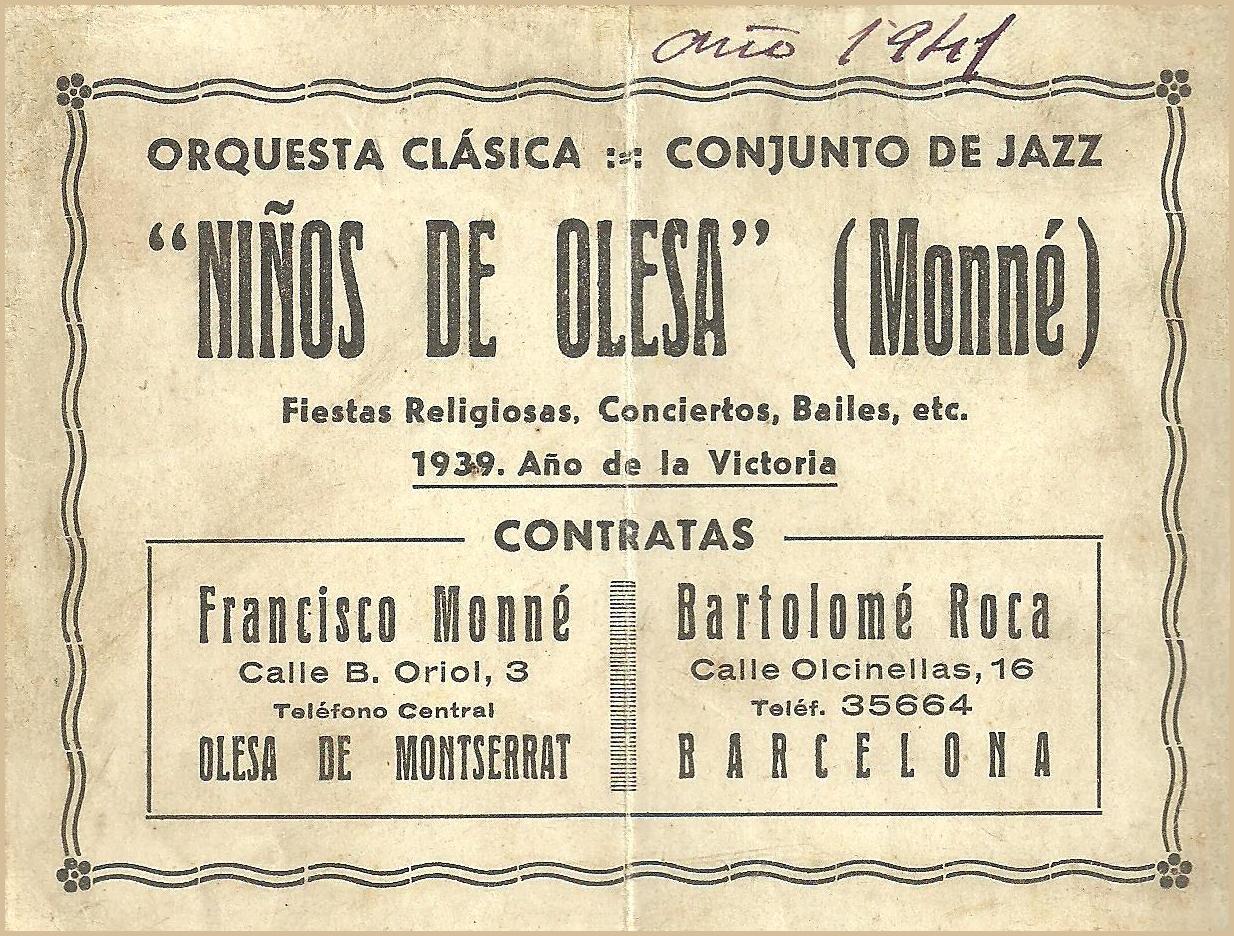 año 1941
ORQUESTA CLÁSICA :-: CONJUNTO DE JAZZ
“NIÑOS DE OLESA” (Monné)
Fiestas Religiosas, Conciertos, Bailes, etc.
1939. Año de la Victoria
CONTRATAS
Francisco Monné
Calle B. Oriol, 3
Teléfono Central
OLESA DE MONTSERRAT
Bartolomé Roca
Calle Olcinellas, 16
Teléf. 35664
BARCELONA